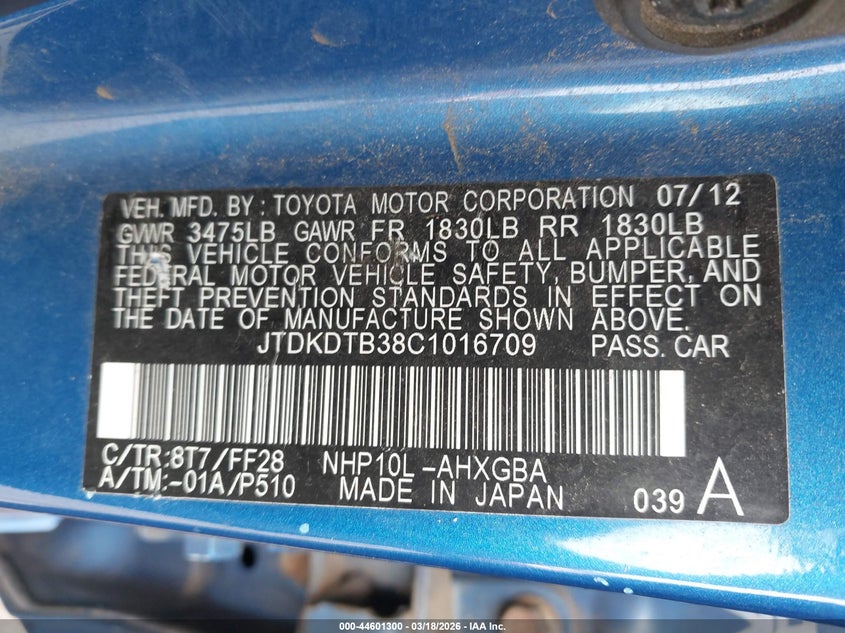 VEH. MFD. BY : TOYOTA MOTOR CORPORATION 07/12
GVWR 3475LB GAWR FR 1830LB RR 1830LB
THIS VEHICLE CONFORMS TO ALL APPLICABLE
FEDERAL MOTOR VEHICLE SAFETY, BUMPER, AND
THEFT PREVENTION STANDARDS IN EFFECT ON
THE DATE OF MANUFACTURE SHOWN ABOVE.
JTDKDTB38C1016709 PASS. CAR
C/TR:8T7/FF28 NHP10L-AHXGBA
A/TM:-01A/P510 MADE IN JAPAN 039 A
000-44601300 — 03/18/2026 — IAA Inc.